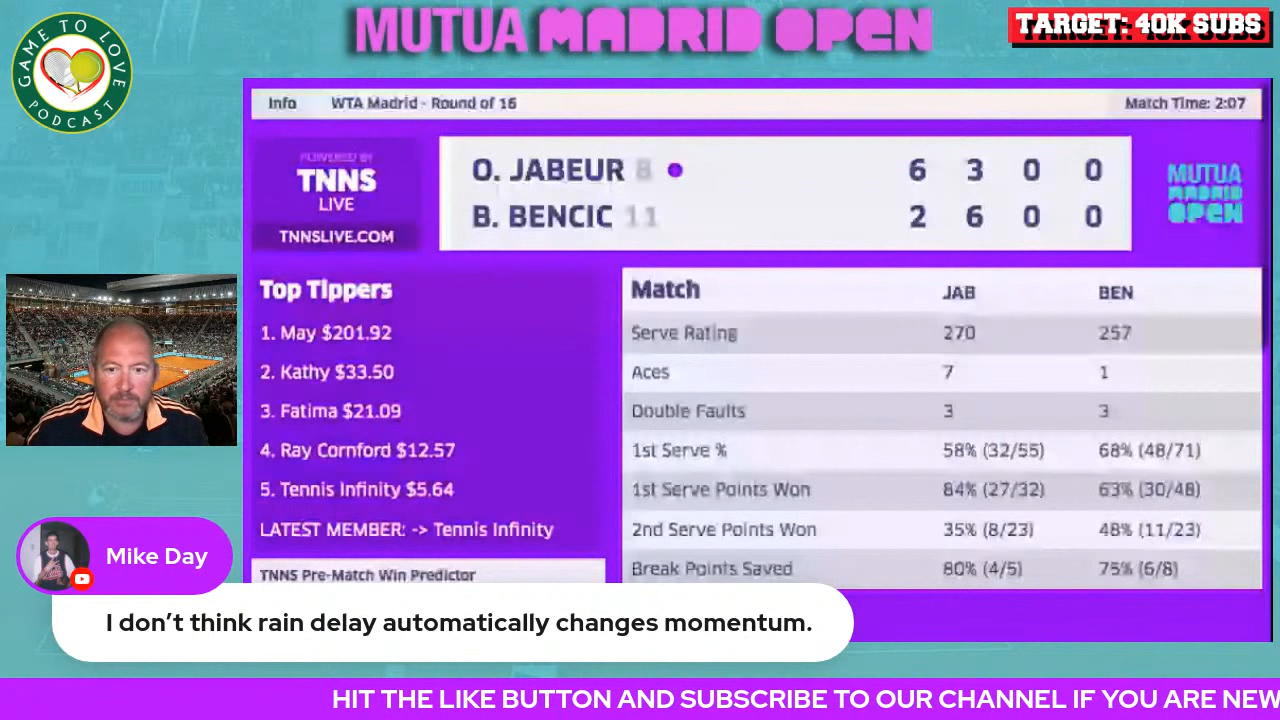 GAME TO LOVE
PODCAST
MUTUA MADRID OPEN
TARGET: 40K SUBS
Info WTA Madrid - Round of 16 Match Time: 2:07
POWERED BY
TNNS
LIVE
TNNSLIVE.COM
O. JABEUR 8 6 3 0 0
B. BENCIC 11 2 6 0 0
MUTUA
MADRID
OPEN
Top Tippers
1. May $201.92
2. Kathy $33.50
3. Fatima $21.09
4. Ray Cornford $12.57
5. Tennis Infinity $5.64
LATEST MEMBER: -> Tennis Infinity
TNNS Pre-Match Win Predictor
Match JAB BEN
Serve Rating 270 257
Aces 7 1
Double Faults 3 3
1st Serve % 58% (32/55) 68% (48/71)
1st Serve Points Won 84% (27/32) 63% (30/48)
2nd Serve Points Won 35% (8/23) 48% (11/23)
Break Points Saved 80% (4/5) 75% (6/8)
Mike Day
I don’t think rain delay automatically changes momentum.
HIT THE LIKE BUTTON AND SUBSCRIBE TO OUR CHANNEL IF YOU ARE NEW